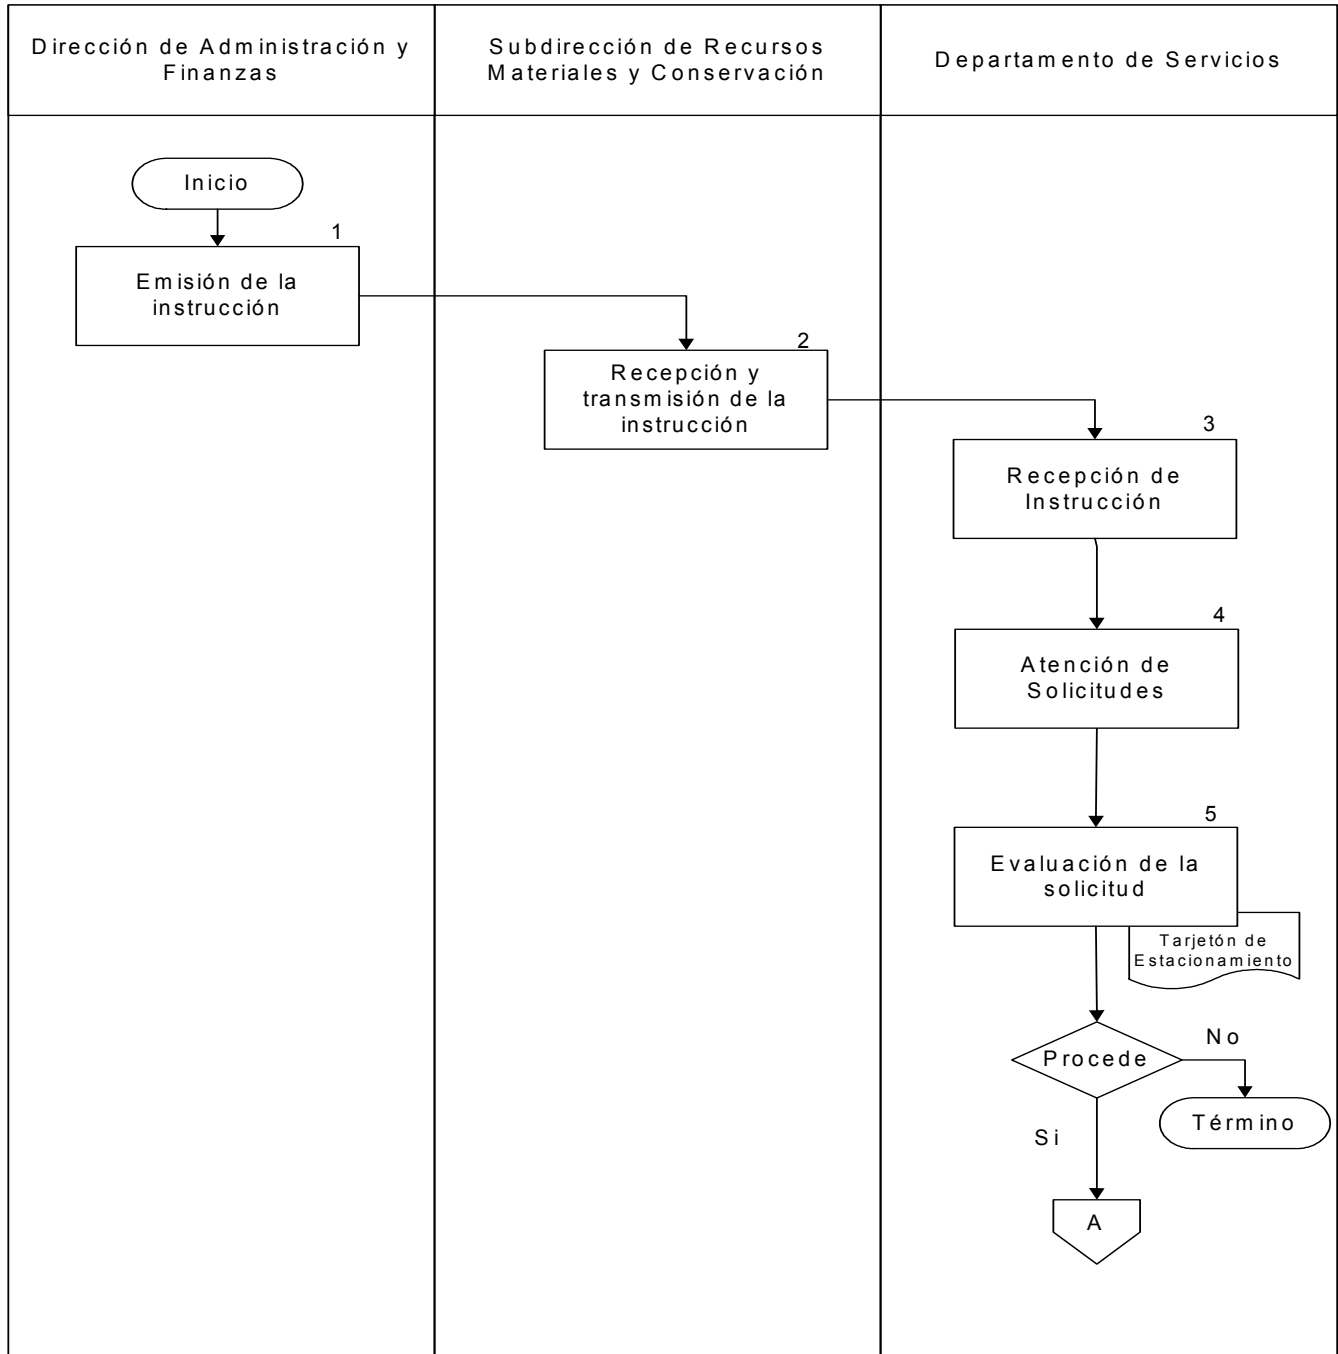 Dirección de Administración y
Finanzas
Subdirección de Recursos
Materiales y Conservación
Departamento de Servicios
Inicio
1
Emisión de la
instrucción
2
Recepción y
transmisión de la
instrucción
3
Recepción de
Instrucción
4
Atención de
Solicitudes
5
Evaluación de la
solicitud
Tarjetón de
Estacionamiento
Procede
No
Término
Si
A